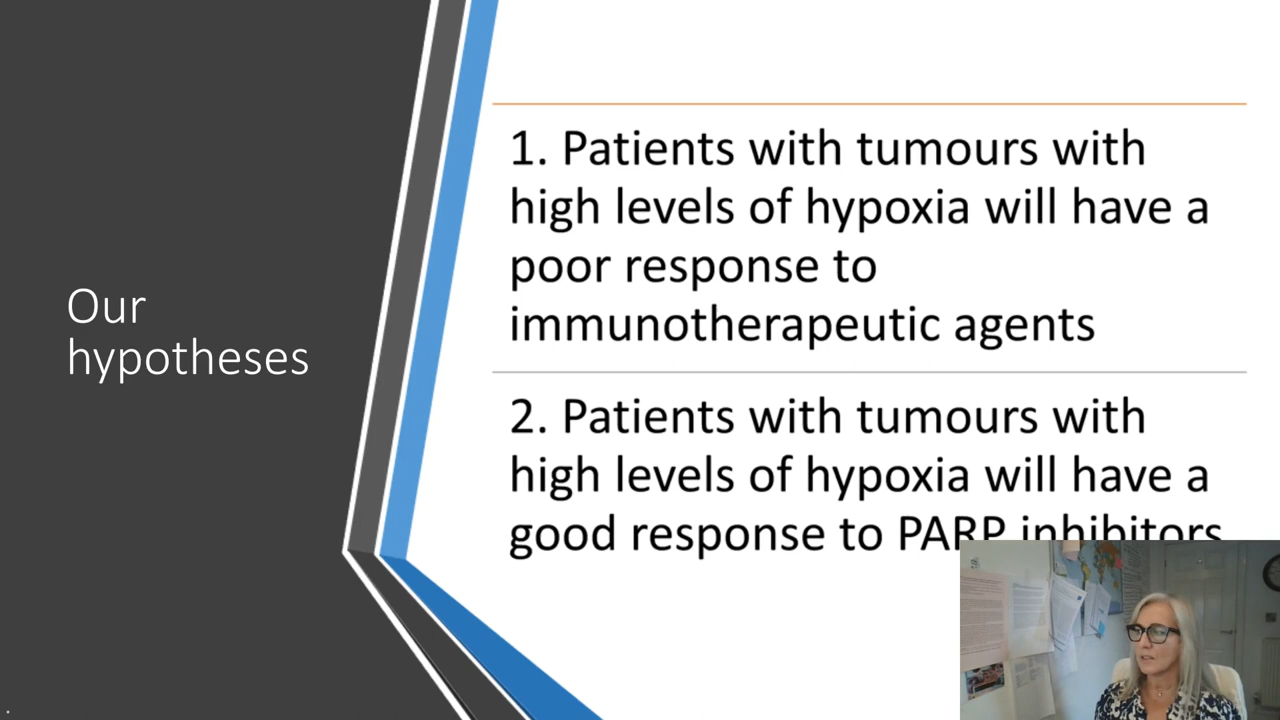 Our
hypotheses
1. Patients with tumours with
high levels of hypoxia will have a
poor response to
immunotherapeutic agents
2. Patients with tumours with
high levels of hypoxia will have a
good response to PARP inhibitors